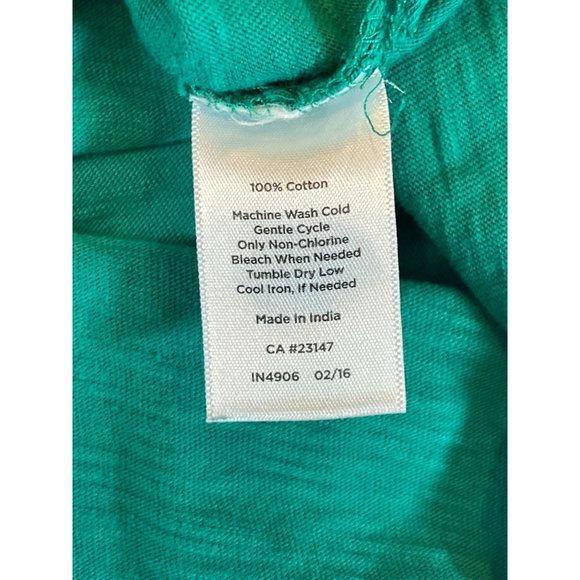 100% Cotton
Machine Wash Cold
Gentle Cycle
Only Non-Chlorine
Bleach When Needed
Tumble Dry Low
Cool Iron, if Needed
Made In India
CA #23147
IN4906 02/16